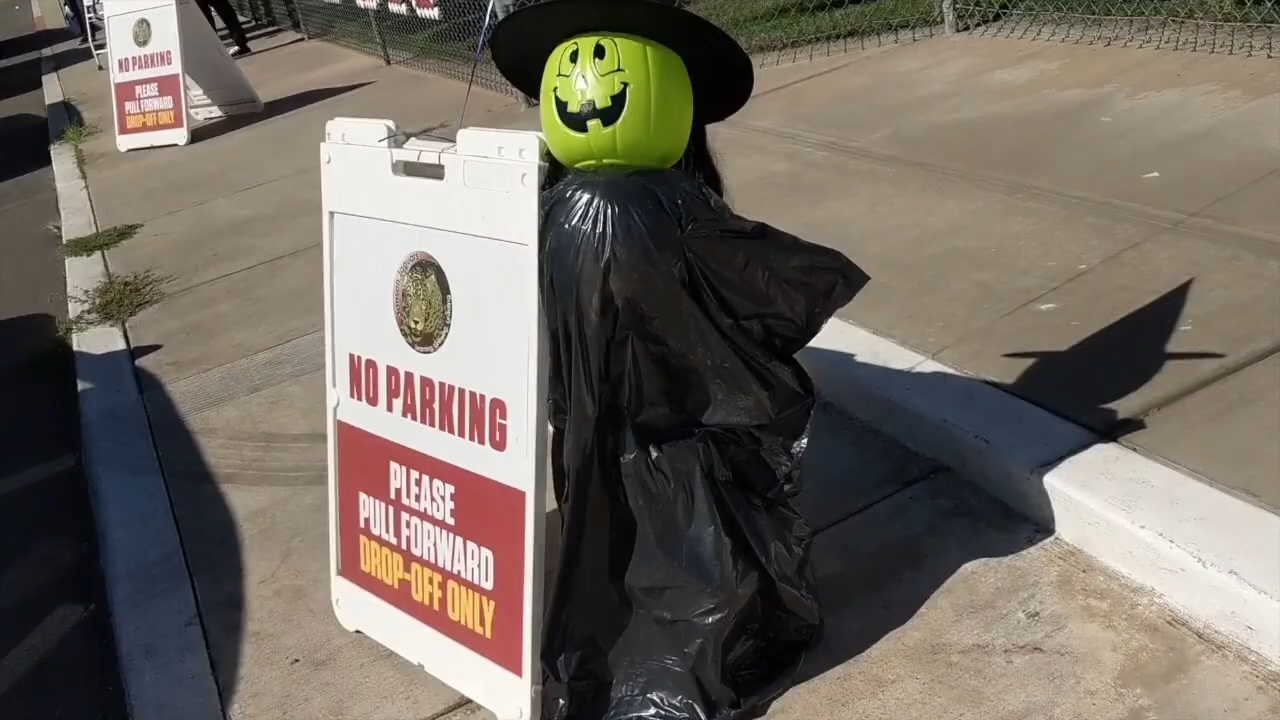 NO PARKING
PLEASE
PULL FORWARD
DROP-OFF ONLY
NO PARKING
PLEASE
PULL FORWARD
DROP-OFF ONLY